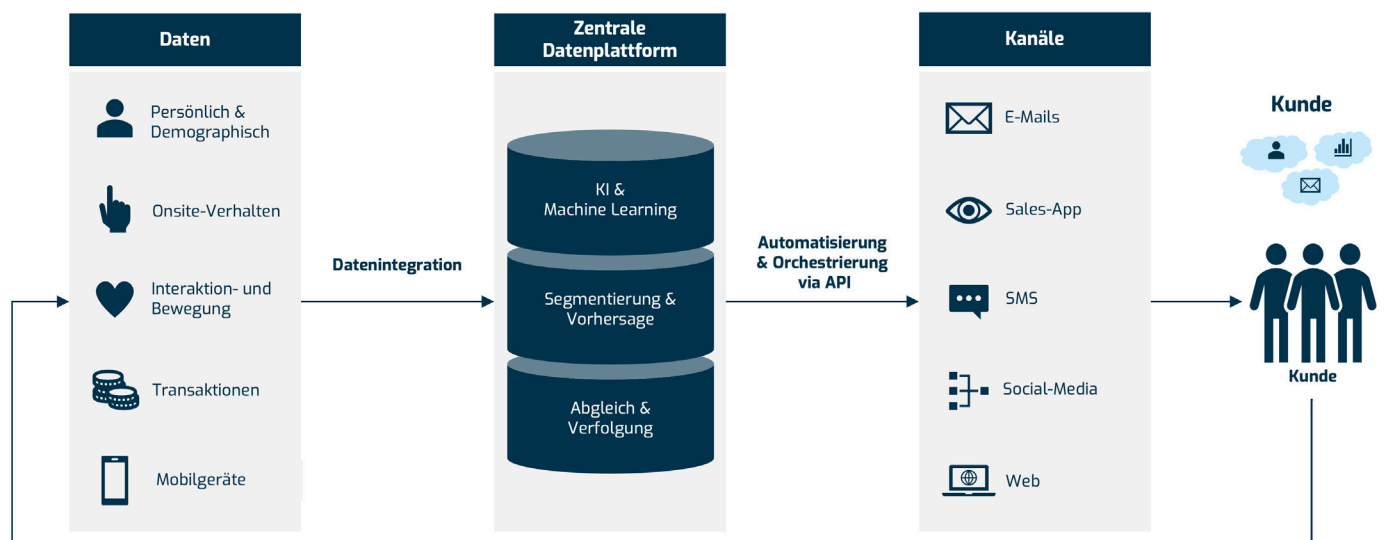 Daten
Persönlich &
Demographisch
Onsite-Verhalten
Interaktion- und
Bewegung
Transaktionen
Mobilgeräte
Datenintegration
Zentrale
Datenplattform
KI &
Machine Learning
Segmentierung &
Vorhersage
Abgleich &
Verfolgung
Automatisierung
& Orchestrierung
via API
Kanäle
E-Mails
Sales-App
SMS
Social-Media
Web
Kunde
Kunde